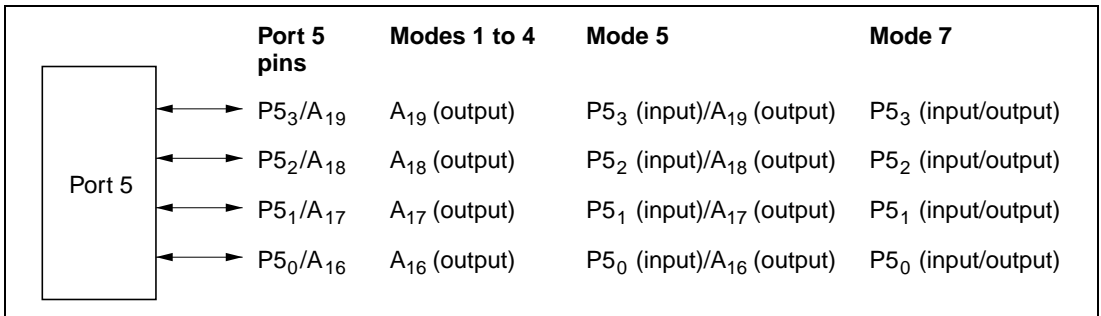 Port 5 pins Modes 1 to 4 Mode 5 Mode 7
P5₃/A₁₉ A₁₉ (output) P5₃ (input)/A₁₉ (output) P5₃ (input/output)
P5₂/A₁₈ A₁₈ (output) P5₂ (input)/A₁₈ (output) P5₂ (input/output)
Port 5
P5₁/A₁₇ A₁₇ (output) P5₁ (input)/A₁₇ (output) P5₁ (input/output)
P5₀/A₁₆ A₁₆ (output) P5₀ (input)/A₁₆ (output) P5₀ (input/output)